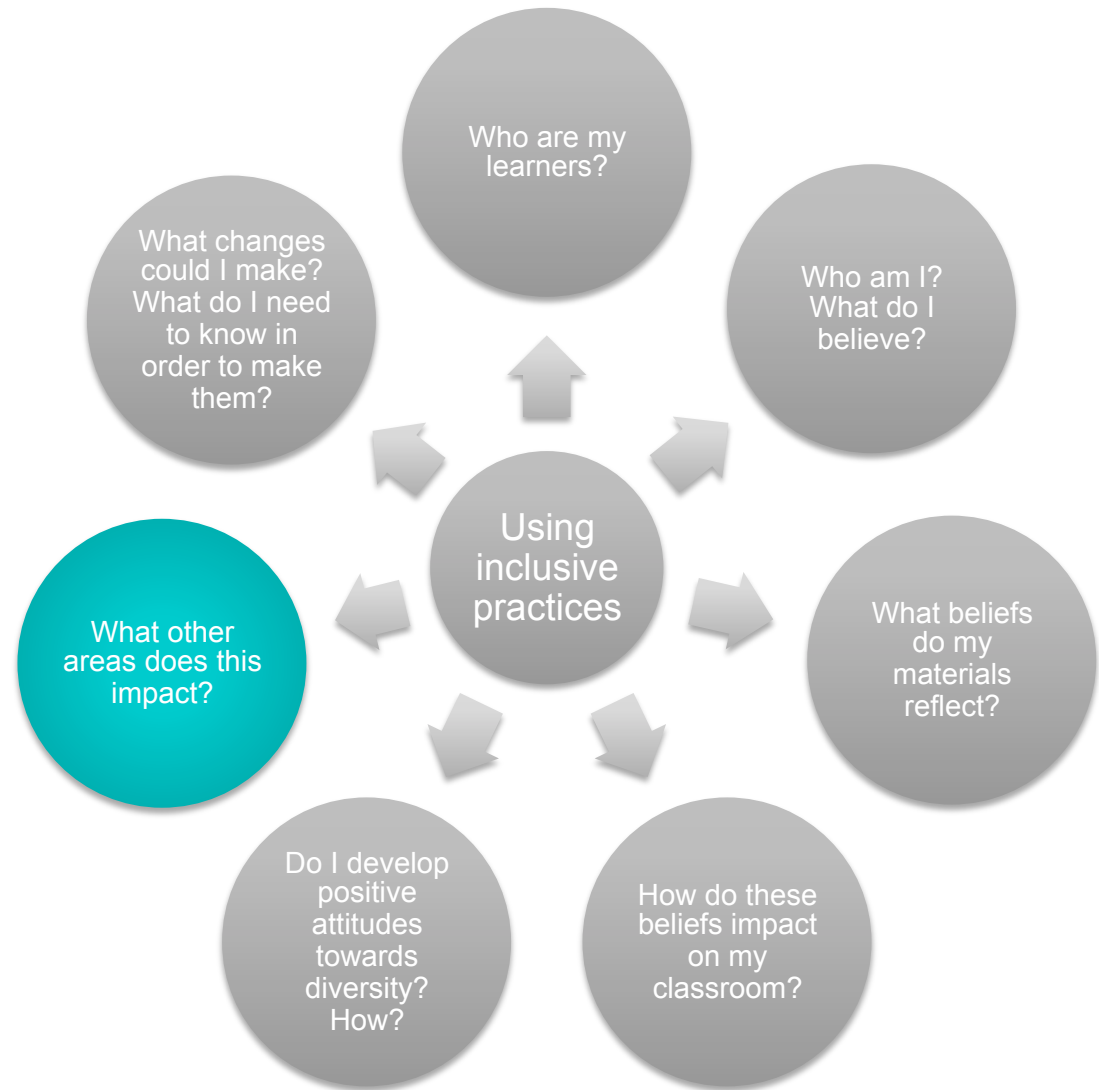 Who are my
learners?
Who am I?
What do I
believe?
What beliefs
do my
materials
reflect?
How do these
beliefs impact
on my
classroom?
Do I develop
positive
attitudes
towards
diversity?
How?
What other
areas does this
impact?
What changes
could I make?
What do I need
to know in
order to make
them?
Using
inclusive
practices